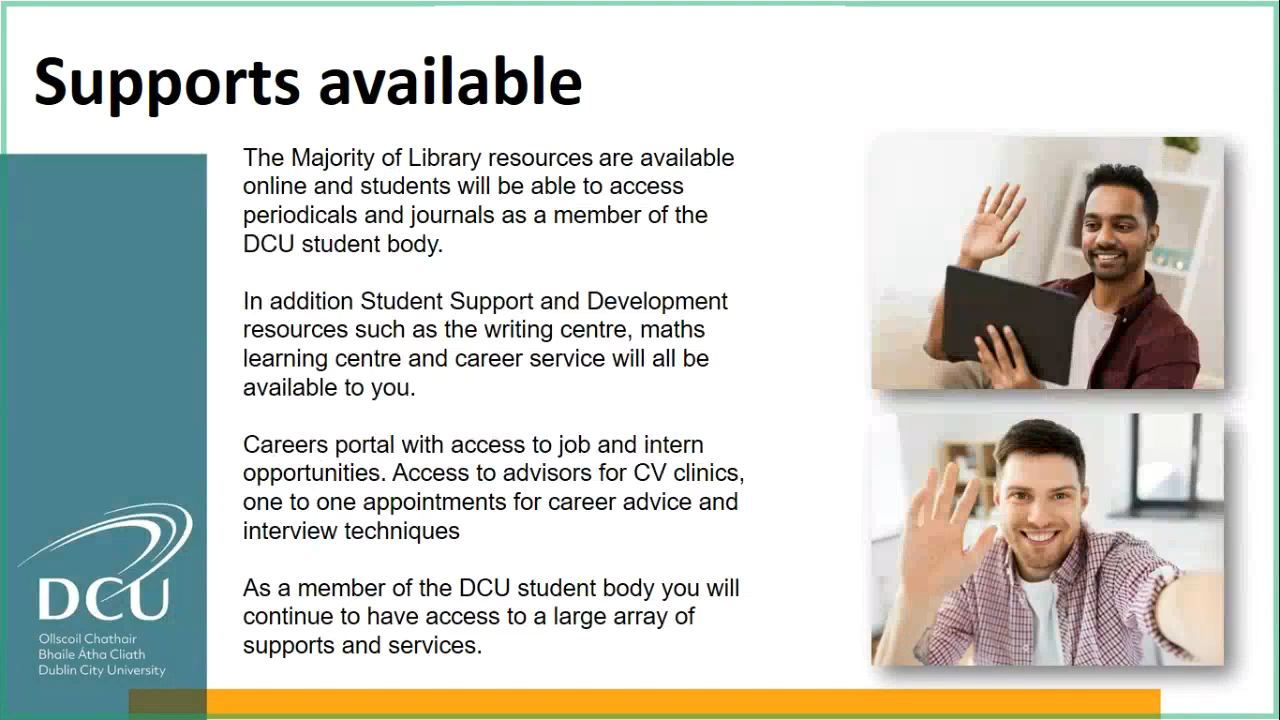 Supports available
The Majority of Library resources are available
online and students will be able to access
periodicals and journals as a member of the
DCU student body.
In addition Student Support and Development
resources such as the writing centre, maths
learning centre and career service will all be
available to you.
Careers portal with access to job and intern
opportunities. Access to advisors for CV clinics,
one to one appointments for career advice and
interview techniques
As a member of the DCU student body you will
continue to have access to a large array of
supports and services.
DCU
Ollscoil Chathair
Bhaile Átha Cliath
Dublin City University